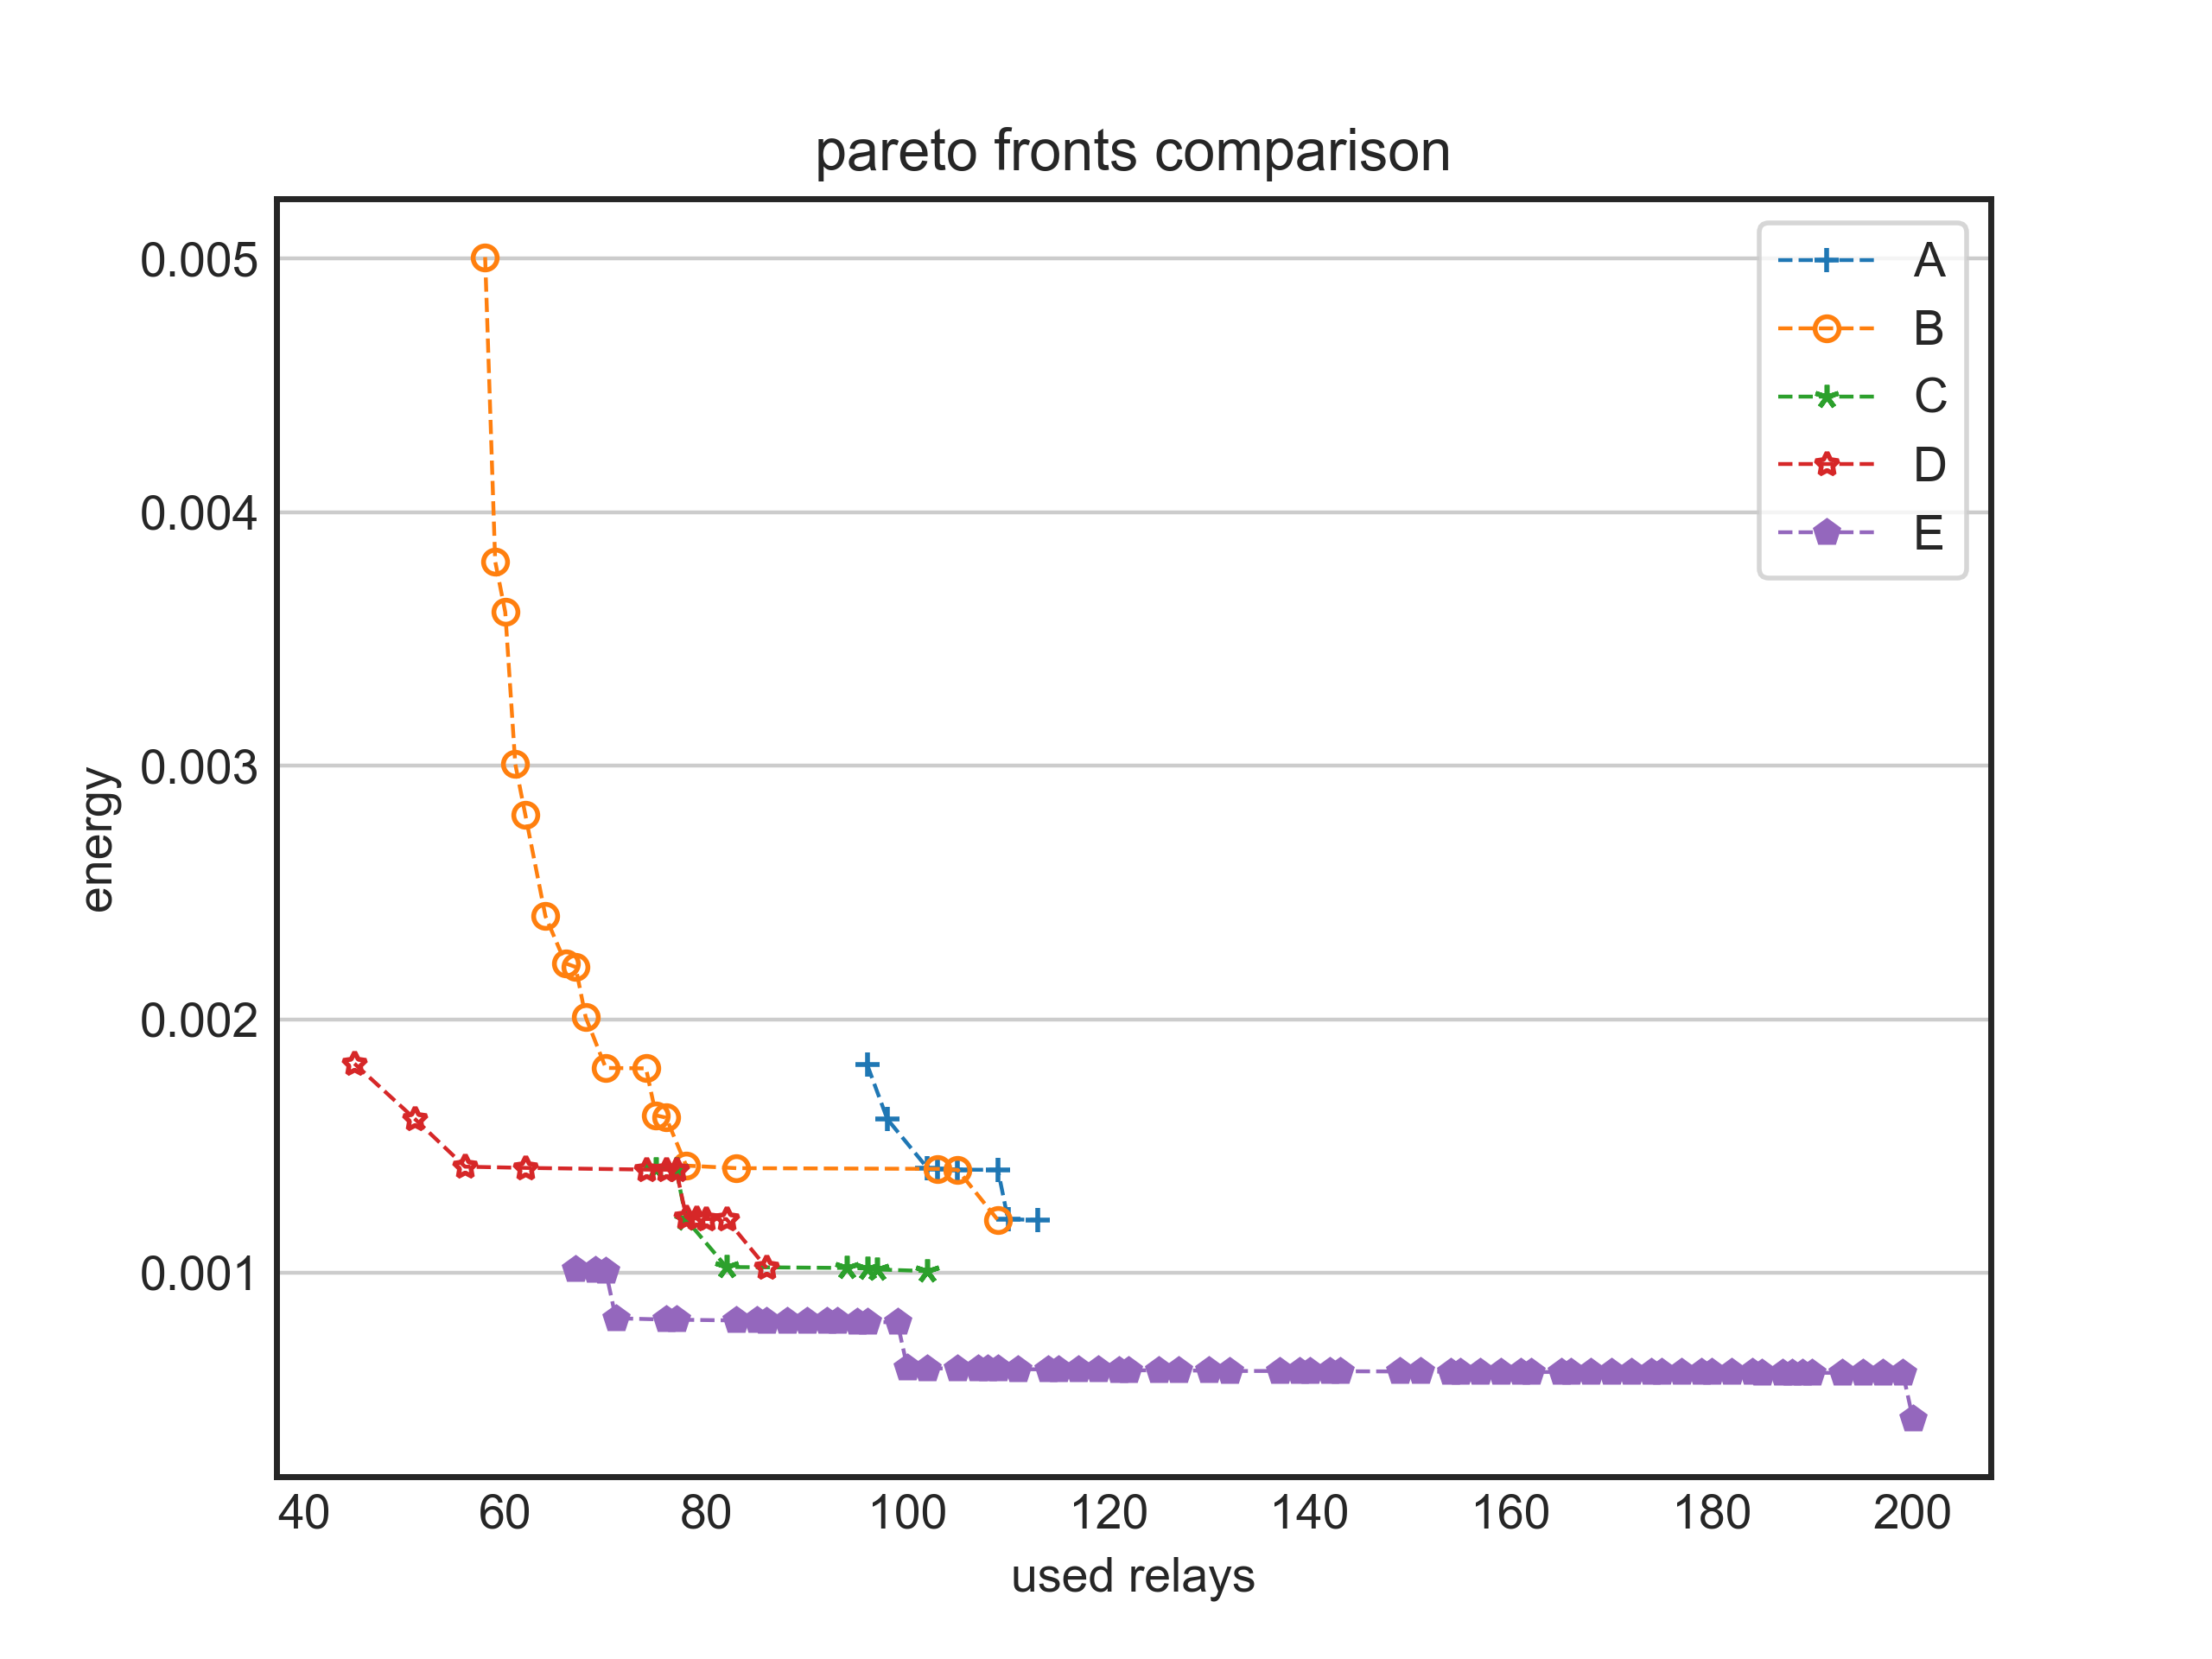 pareto fronts comparison
0.005
0.004
0.003
0.002
0.001
energy
A
B
C
D
E
40 60 80 100 120 140 160 180 200
used relays